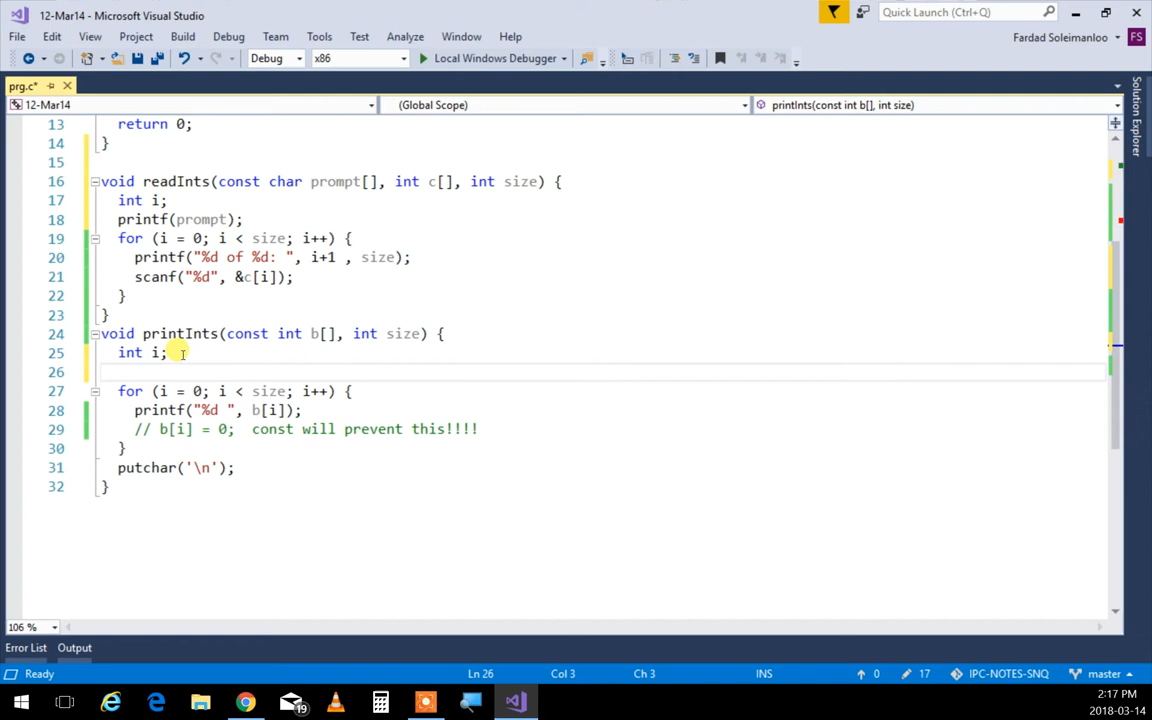 12-Mar14 - Microsoft Visual Studio
Quick Launch (Ctrl+Q)
File Edit View Project Build Debug Team Tools Test Analyze Window Help
Fardad Soleimanloo FS
Debug x86 Local Windows Debugger
prg.c*
12-Mar14 (Global Scope) printInts(const int b[], int size)
Solution Explorer
13 return 0;
14 }
15
16 void readInts(const char prompt[], int c[], int size) {
17 int i;
18 printf(prompt);
19 for (i = 0; i < size; i++) {
20 printf("%d of %d: ", i+1 , size);
21 scanf("%d", &c[i]);
22 }
23 }
24 void printInts(const int b[], int size) {
25 int i;
26
27 for (i = 0; i < size; i++) {
28 printf("%d ", b[i]);
29 // b[i] = 0;  const will prevent this!!!!
30 }
31 putchar('\n');
32 }
106 %
Error List Output
Ready Ln 26 Col 3 Ch 3 INS 0 17 IPC-NOTES-SNQ master
19
2:17 PM
2018-03-14